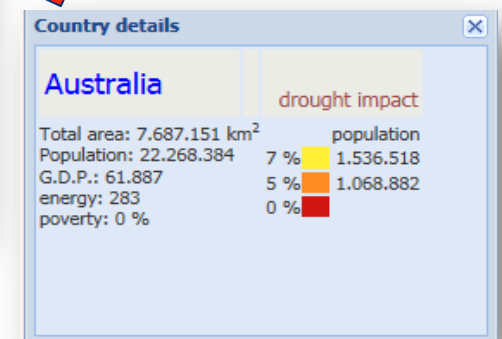 Country details
Australia
drought impact
Total area: 7.687.151 km²
Population: 22.268.384
G.D.P.: 61.887
energy: 283
poverty: 0 %
population
7 % 1.536.518
5 % 1.068.882
0 %